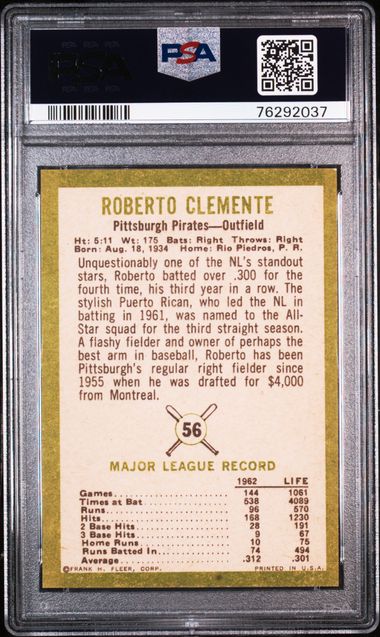 PSA
PSA
76292037
ROBERTO CLEMENTE
Pittsburgh Pirates—Outfield
Ht: 5:11 Wt: 175 Bats: Right Throws: Right
Born: Aug. 18, 1934 Home: Rio Piedros, P. R.
Unquestionably one of the NL's standout
stars, Roberto batted over .300 for the
fourth time, his third year in a row. The
stylish Puerto Rican, who led the NL in
batting in 1961, was named to the All-
Star squad for the third straight season.
A flashy fielder and owner of perhaps the
best arm in baseball, Roberto has been
Pittsburgh's regular right fielder since
1955 when he was drafted for $4,000
from Montreal.
56
MAJOR LEAGUE RECORD
1962 LIFE
Games 144 1061
Times at Bat 538 4089
Runs 96 570
Hits 168 1230
2 Base Hits 28 191
3 Base Hits 9 67
Home Runs 10 75
Runs Batted In 74 494
Average .312 .301
©FRANK H. FLEER, CORP. PRINTED IN U.S.A.